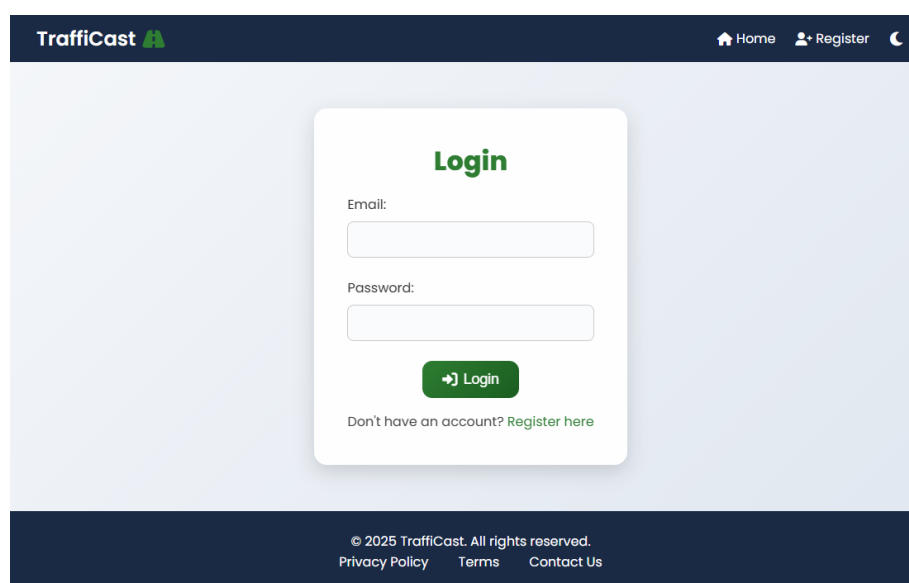 TraffiCast
Home Register
Login
Email:
Password:
Login
Don't have an account? Register here
© 2025 TraffiCast. All rights reserved.
Privacy Policy Terms Contact Us